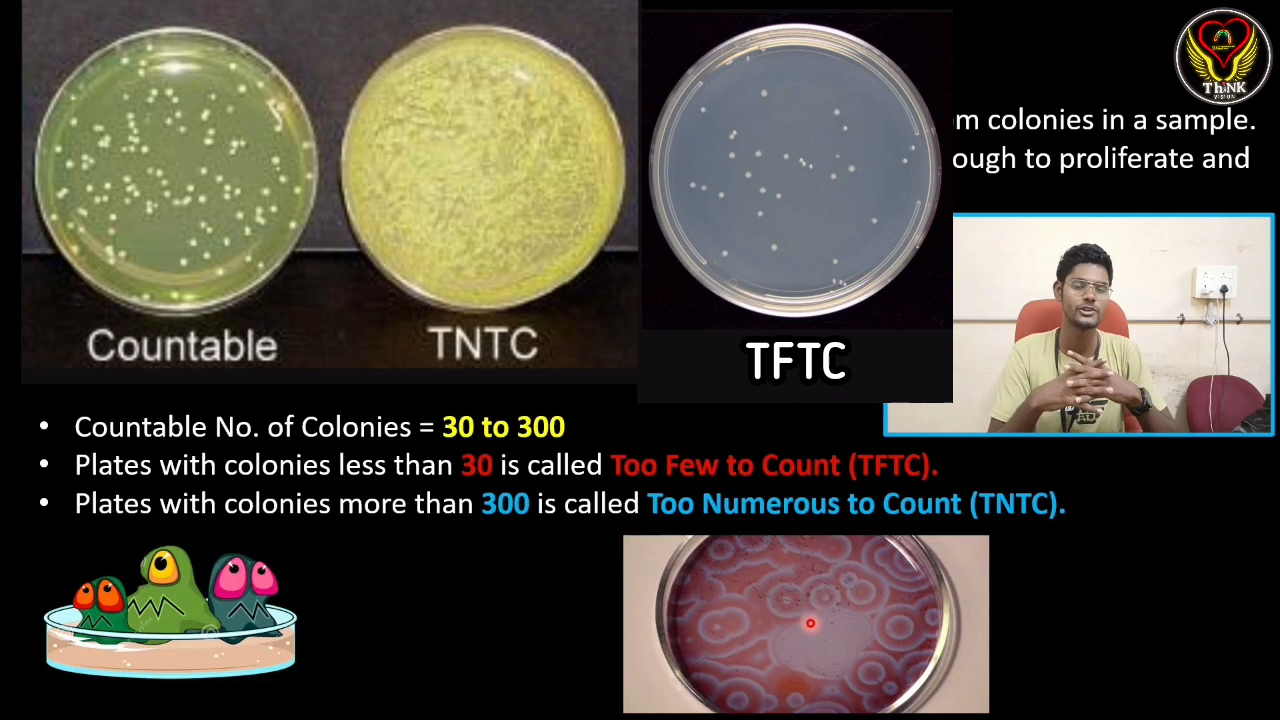 ThiNK
VISION
m colonies in a sample.
ough to proliferate and
Countable
TNTC
TFTC
• Countable No. of Colonies = 30 to 300
• Plates with colonies less than 30 is called Too Few to Count (TFTC).
• Plates with colonies more than 300 is called Too Numerous to Count (TNTC).